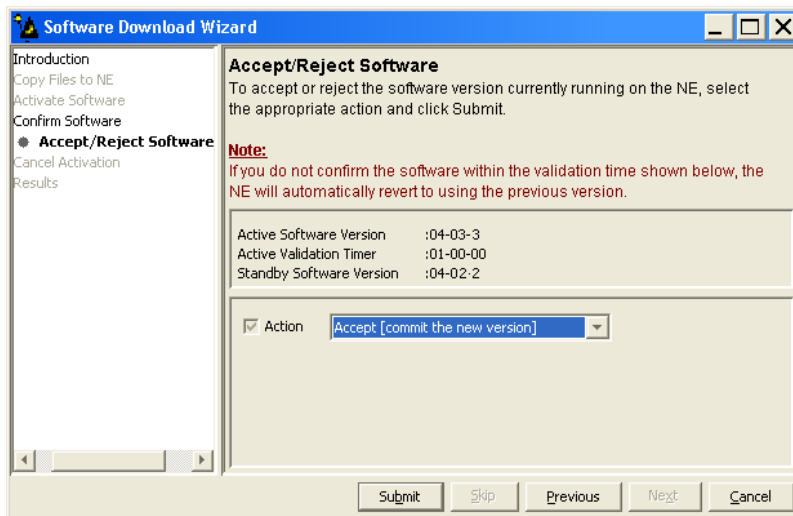 Software Download Wizard
Introduction
Copy Files to NE
Activate Software
Confirm Software
Accept/Reject Software
Cancel Activation
Results
Accept/Reject Software
To accept or reject the software version currently running on the NE, select
the appropriate action and click Submit.
Note:
If you do not confirm the software within the validation time shown below, the
NE will automatically revert to using the previous version.
Active Software Version :04-03-3
Active Validation Timer :01-00-00
Standby Software Version :04-02-2
Action Accept [commit the new version]
Submit Skip Previous Next Cancel